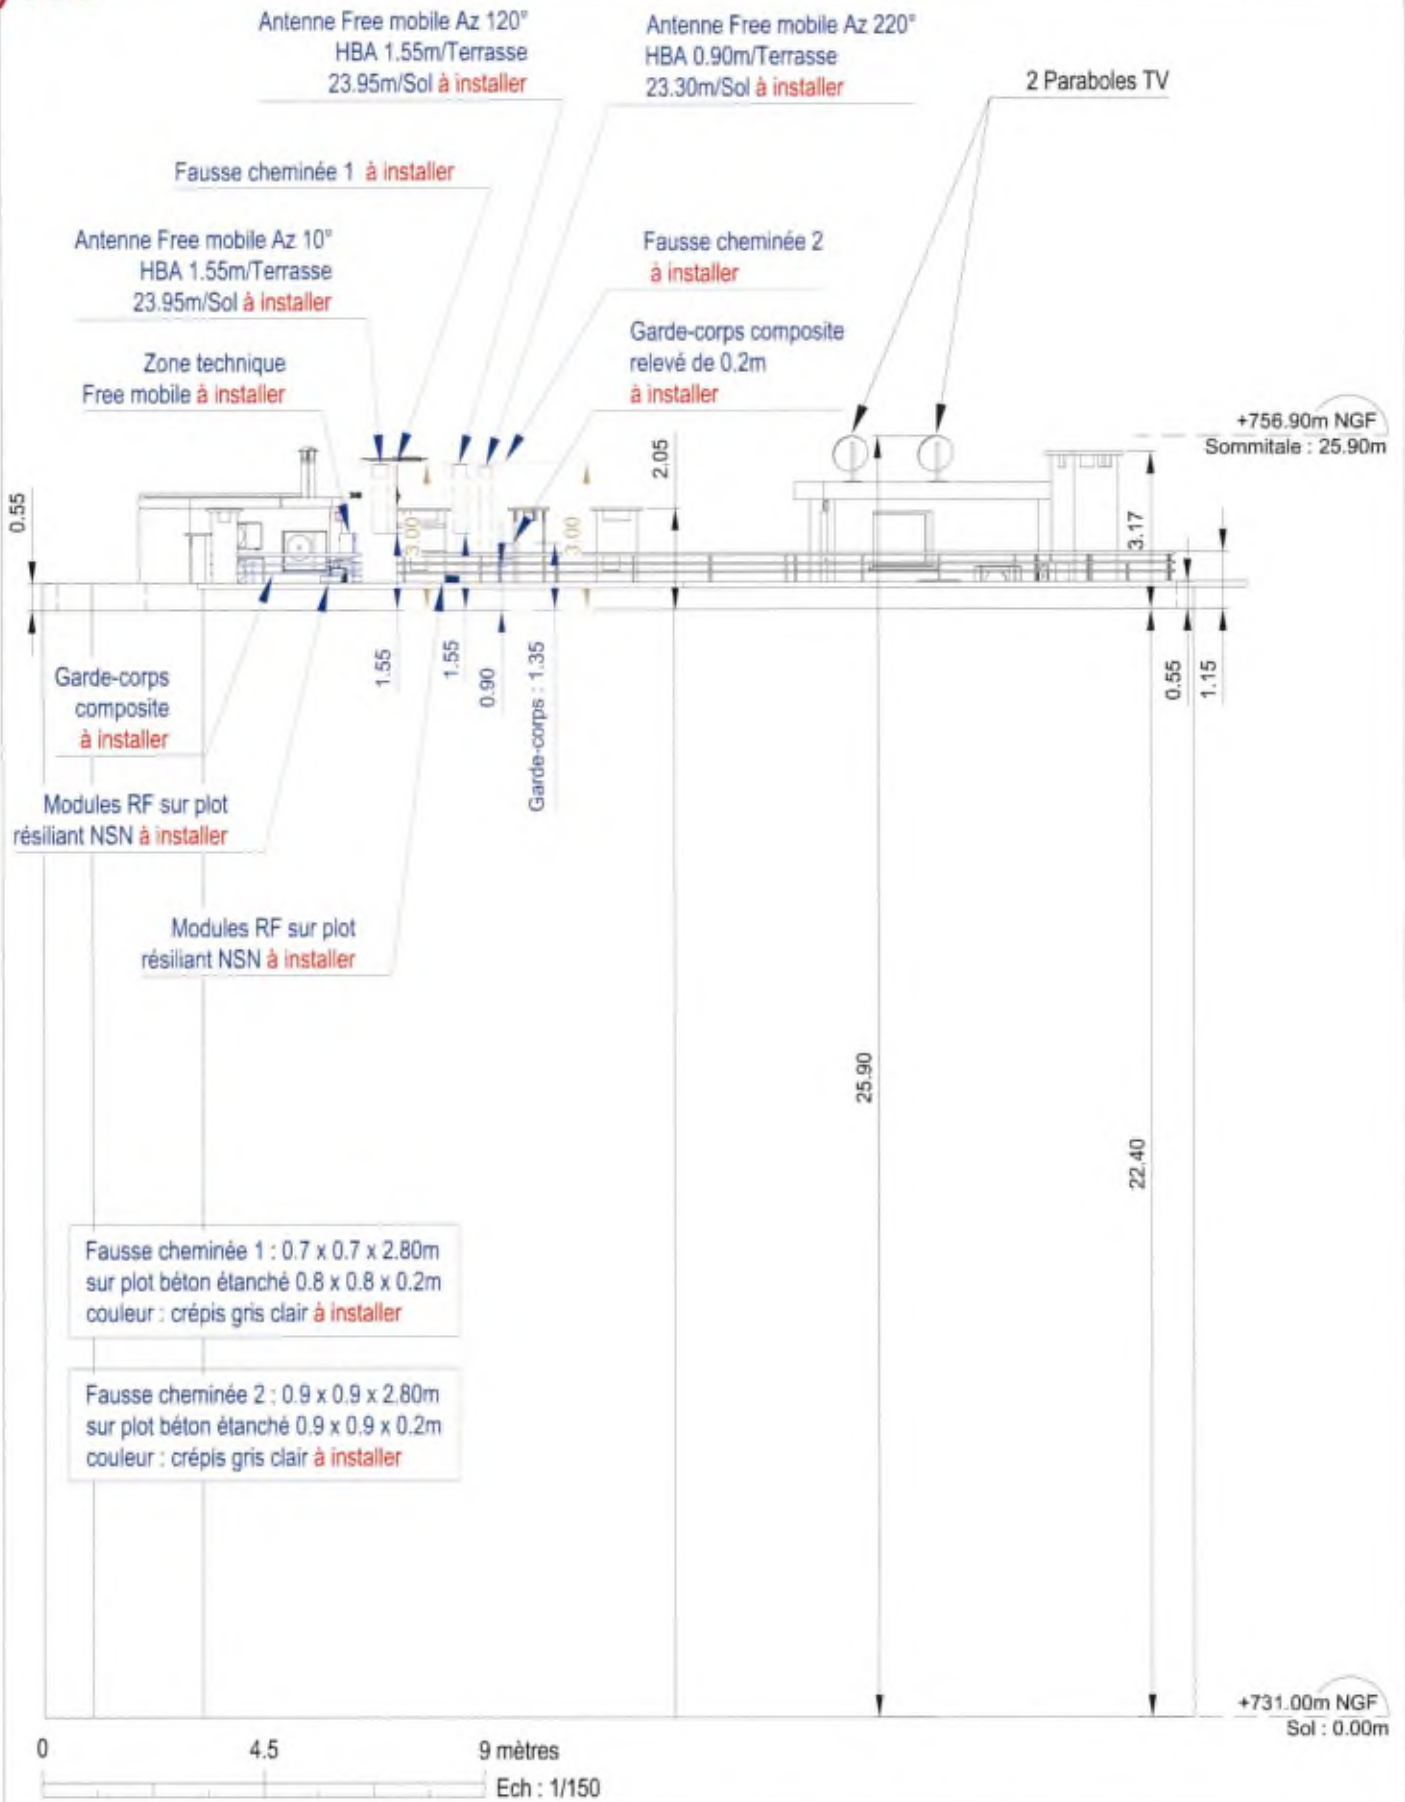 Antenne Free mobile Az 120°
HBA 1.55m/Terrasse
23.95m/Sol à installer
Antenne Free mobile Az 220°
HBA 0.90m/Terrasse
23.30m/Sol à installer
2 Paraboles TV
Fausse cheminée 1 à installer
Antenne Free mobile Az 10°
HBA 1.55m/Terrasse
23.95m/Sol à installer
Fausse cheminée 2
à installer
Zone technique
Free mobile à installer
Garde-corps composite
relevé de 0.2m
à installer
+756.90m NGF
Sommitale : 25.90m
0.55
3.00
3.00
2.05
3.17
1.55
1.55
0.90
Garde-corps : 1.35
0.55
1.15
Garde-corps
composite
à installer
Modules RF sur plot
résiliant NSN à installer
Modules RF sur plot
résiliant NSN à installer
25.90
22.40
Fausse cheminée 1 : 0.7 x 0.7 x 2.80m
sur plot béton étanché 0.8 x 0.8 x 0.2m
couleur : crépis gris clair à installer
Fausse cheminée 2 : 0.9 x 0.9 x 2.80m
sur plot béton étanché 0.9 x 0.9 x 0.2m
couleur : crépis gris clair à installer
+731.00m NGF
Sol : 0.00m
0
4.5
9 mètres
Ech : 1/150